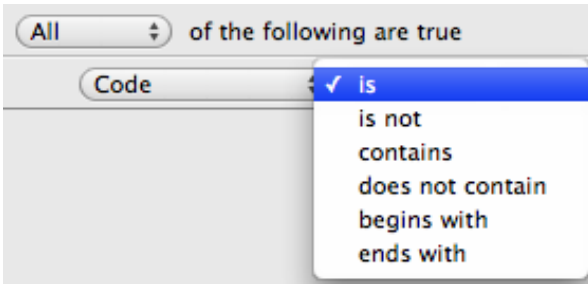 All of the following are true
Code ✓ is
is not
contains
does not contain
begins with
ends with